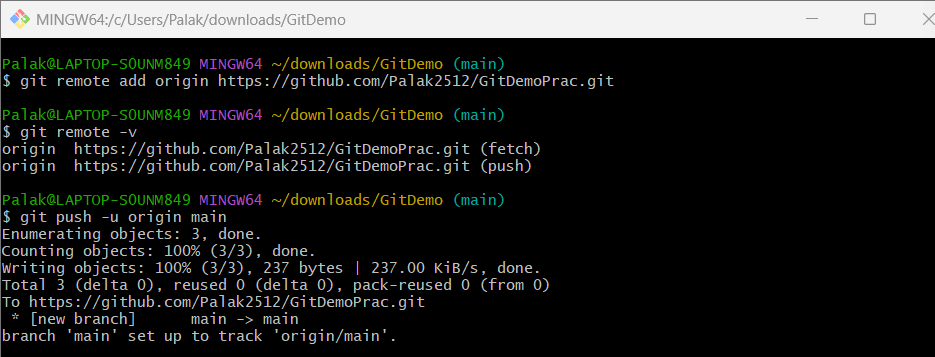 MINGW64:/c/Users/Palak/downloads/GitDemo
Palak@LAPTOP-S0UNM849 MINGW64 ~/downloads/GitDemo (main)
$ git remote add origin https://github.com/Palak2512/GitDemoPrac.git
Palak@LAPTOP-S0UNM849 MINGW64 ~/downloads/GitDemo (main)
$ git remote -v
origin  https://github.com/Palak2512/GitDemoPrac.git (fetch)
origin  https://github.com/Palak2512/GitDemoPrac.git (push)
Palak@LAPTOP-S0UNM849 MINGW64 ~/downloads/GitDemo (main)
$ git push -u origin main
Enumerating objects: 3, done.
Counting objects: 100% (3/3), done.
Writing objects: 100% (3/3), 237 bytes | 237.00 KiB/s, done.
Total 3 (delta 0), reused 0 (delta 0), pack-reused 0 (from 0)
To https://github.com/Palak2512/GitDemoPrac.git
 * [new branch]      main -> main
branch 'main' set up to track 'origin/main'.